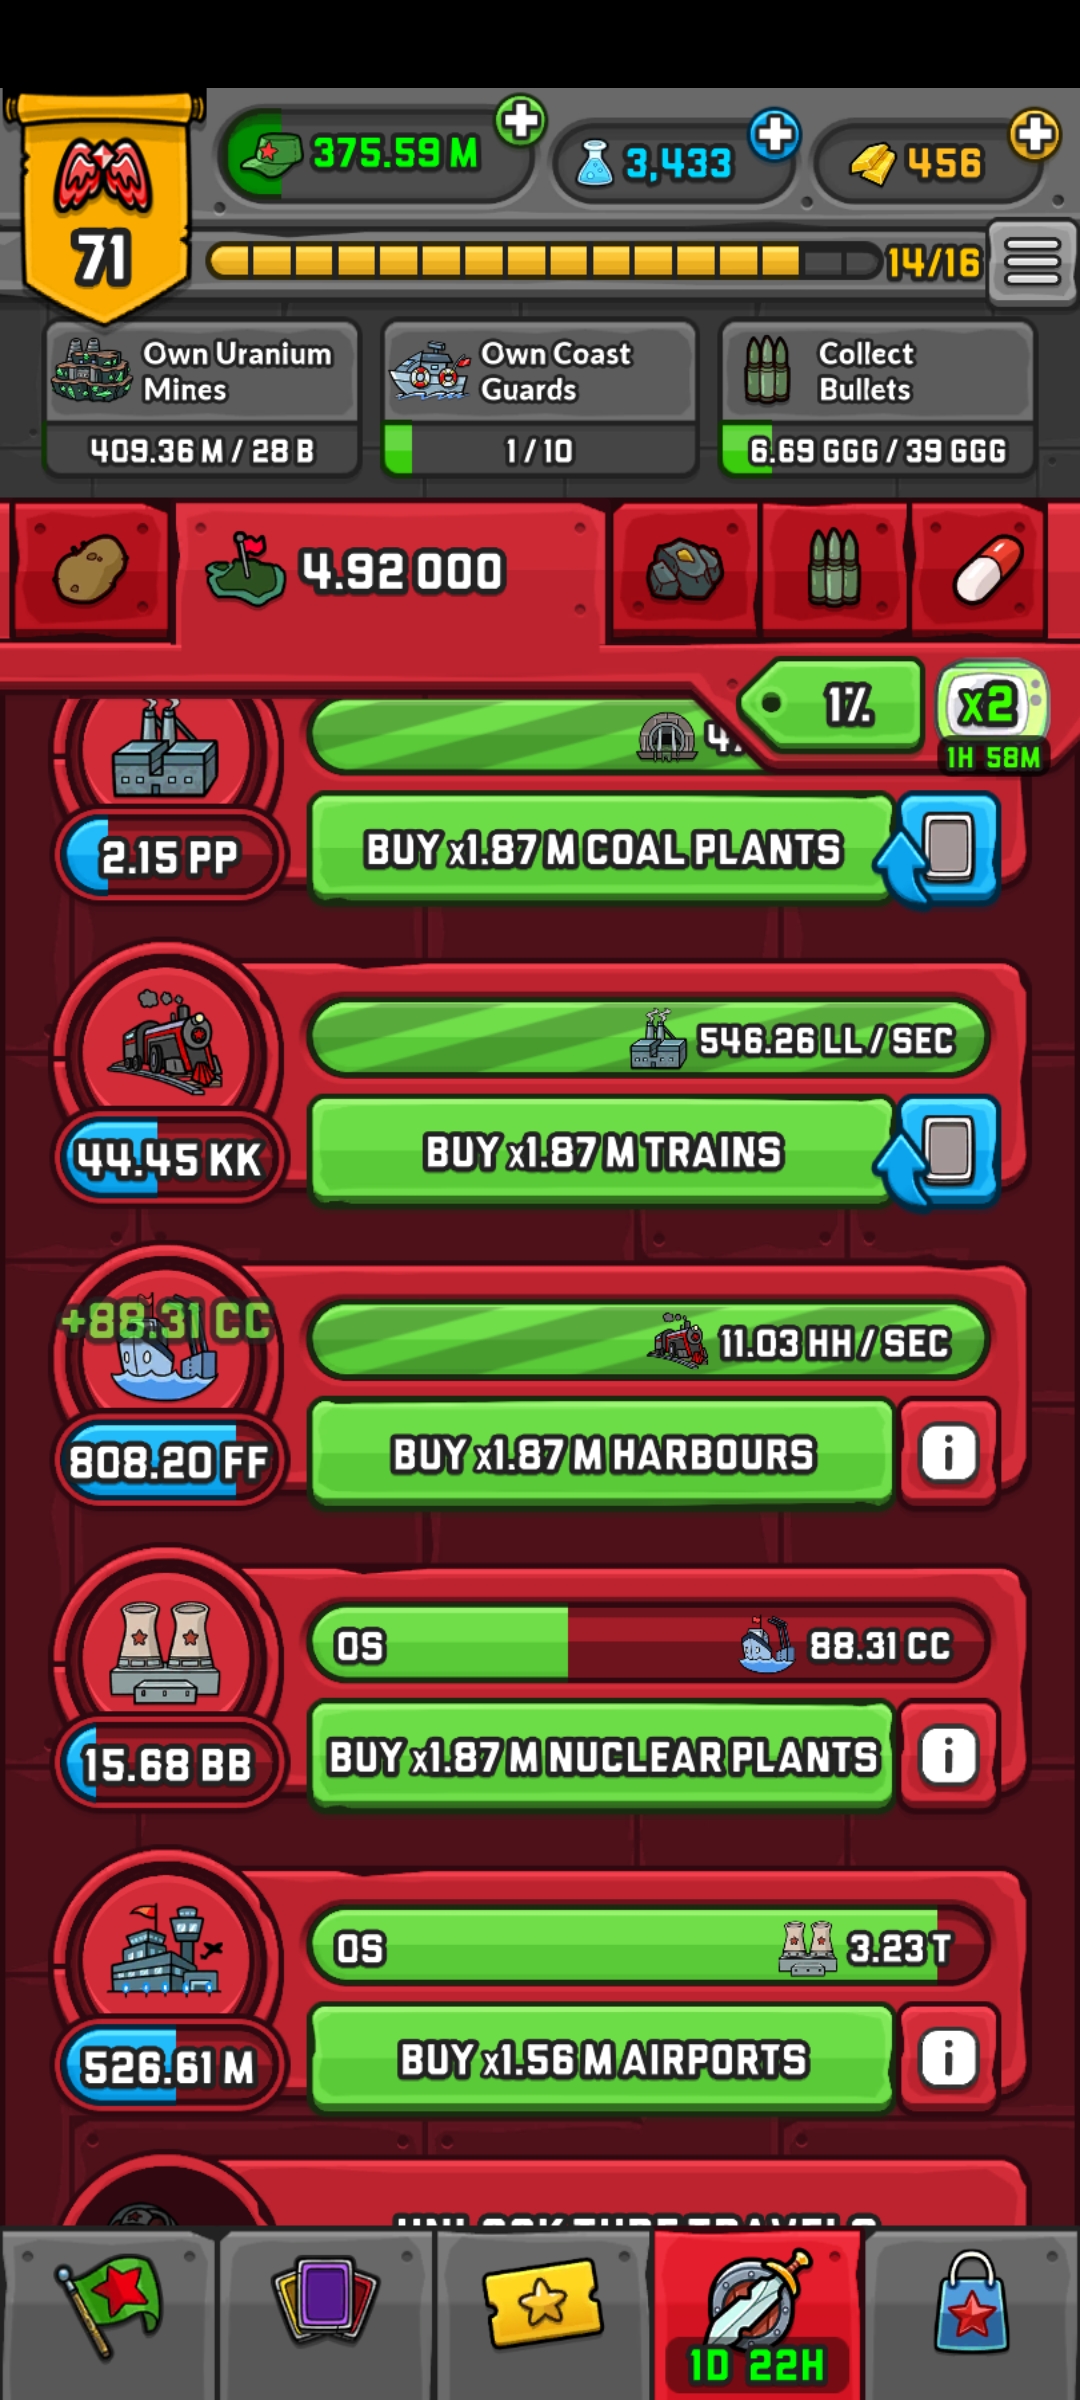 375.59 M
3,433
456
71
14/16
Own Uranium
Mines
409.36 M / 28 B
Own Coast
Guards
1 / 10
Collect
Bullets
6.69 GGG / 39 GGG
4.92 000
1%
x2
1H 58M
2.15 PP
BUY x1.87 M COAL PLANTS
546.26 LL / SEC
44.45 KK
BUY x1.87 M TRAINS
+88.31 CC
11.03 HH / SEC
808.20 FF
BUY x1.87 M HARBOURS
0S
88.31 CC
15.68 BB
BUY x1.87 M NUCLEAR PLANTS
0S
3.23 T
526.61 M
BUY x1.56 M AIRPORTS
1D 22H